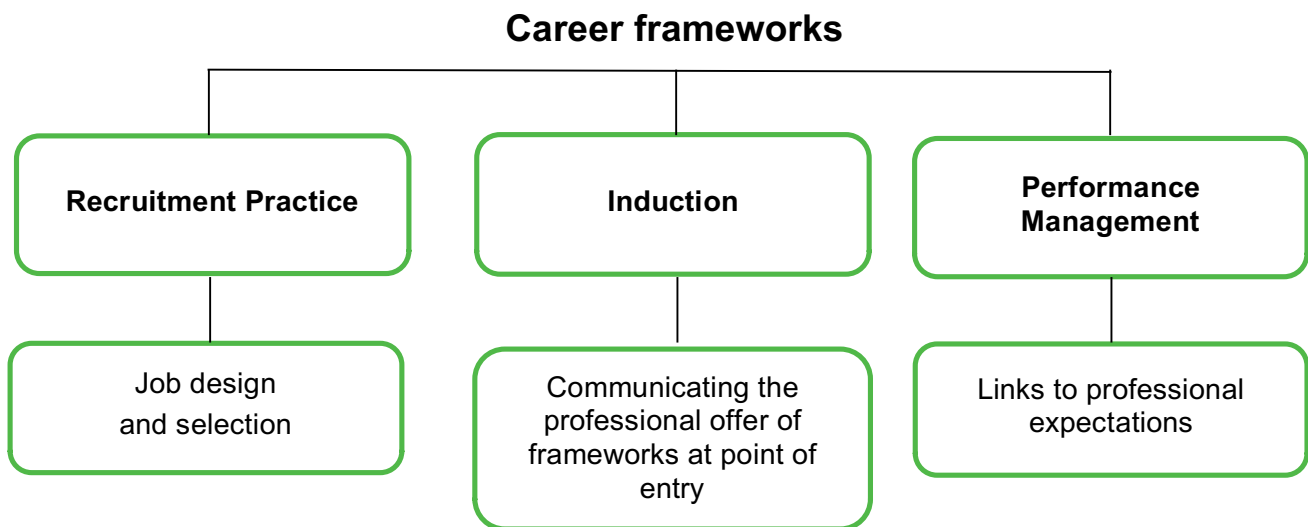 Career frameworks
Recruitment Practice
Induction
Performance
Management
Job design
and selection
Communicating the
professional offer of
frameworks at point of
entry
Links to professional
expectations